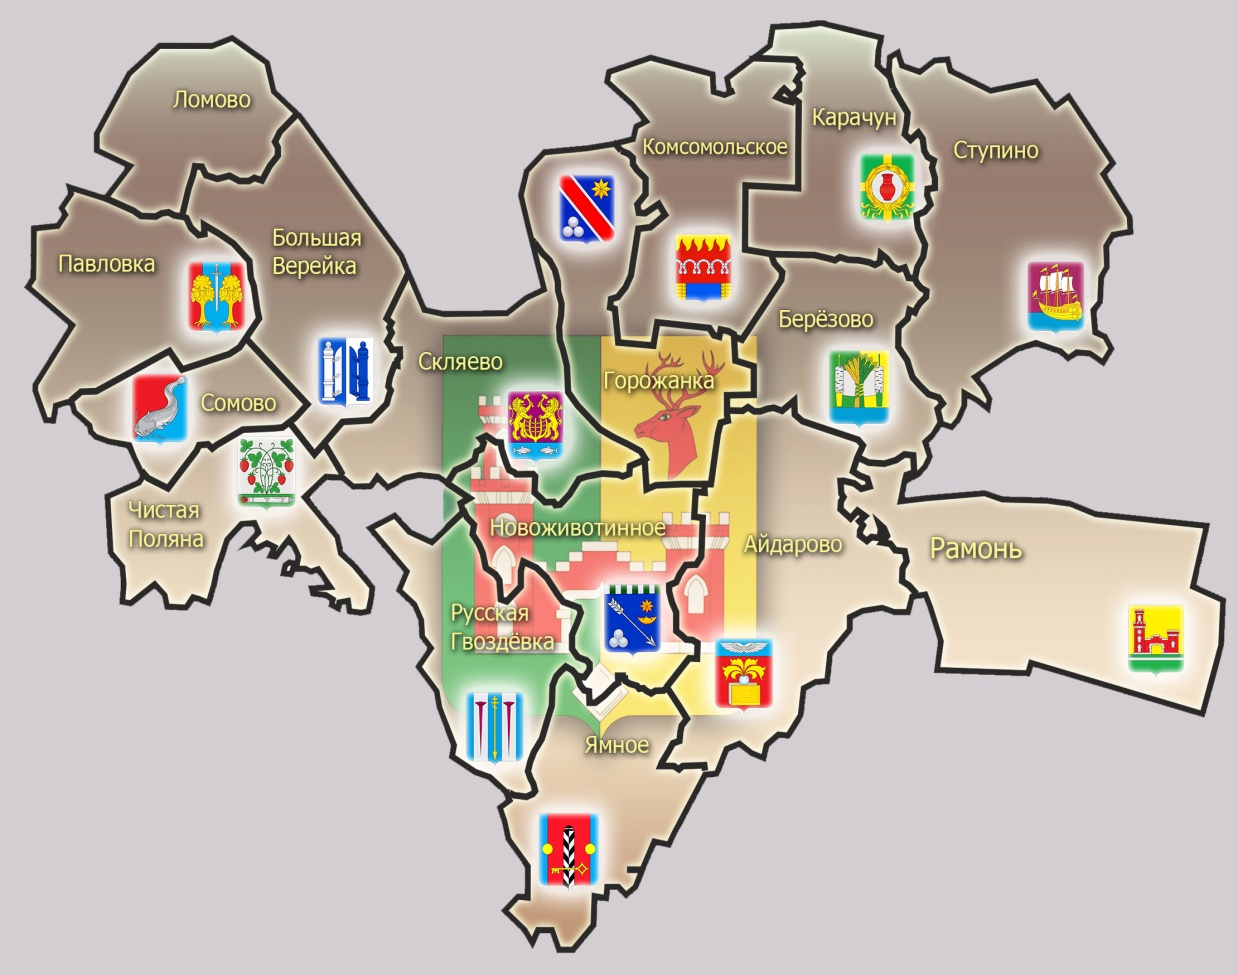 Ломово
Карачун
Комсомольское
Ступино
Большая
Верейка
Павловка
Берёзово
Скляево
Горожанка
Сомово
Чистая
Поляна
Новоживотинное
Айдарово
Рамонь
Русская
Гвоздёвка
Ямное